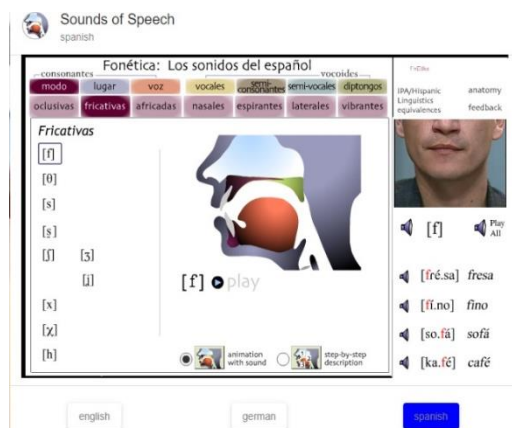 Sounds of Speech
spanish
Fonética: Los sonidos del español
consonantes
vocoides
modo lugar voz vocales semi-consonantes semi-vocales diptongos
oclusivas fricativas africadas nasales espirantes laterales vibrantes
IPA/Hispanic Linguistics equivalences
anatomy
feedback
Fricativas
[f]
[θ]
[s]
[s̺]
[ʃ] [ʒ]
[ʝ]
[x]
[χ]
[h]
[f] play
animation with sound
step-by-step description
[f] Play All
[fré.sa] fresa
[fí.no] fino
[so.fá] sofá
[ka.fé] café
english german spanish